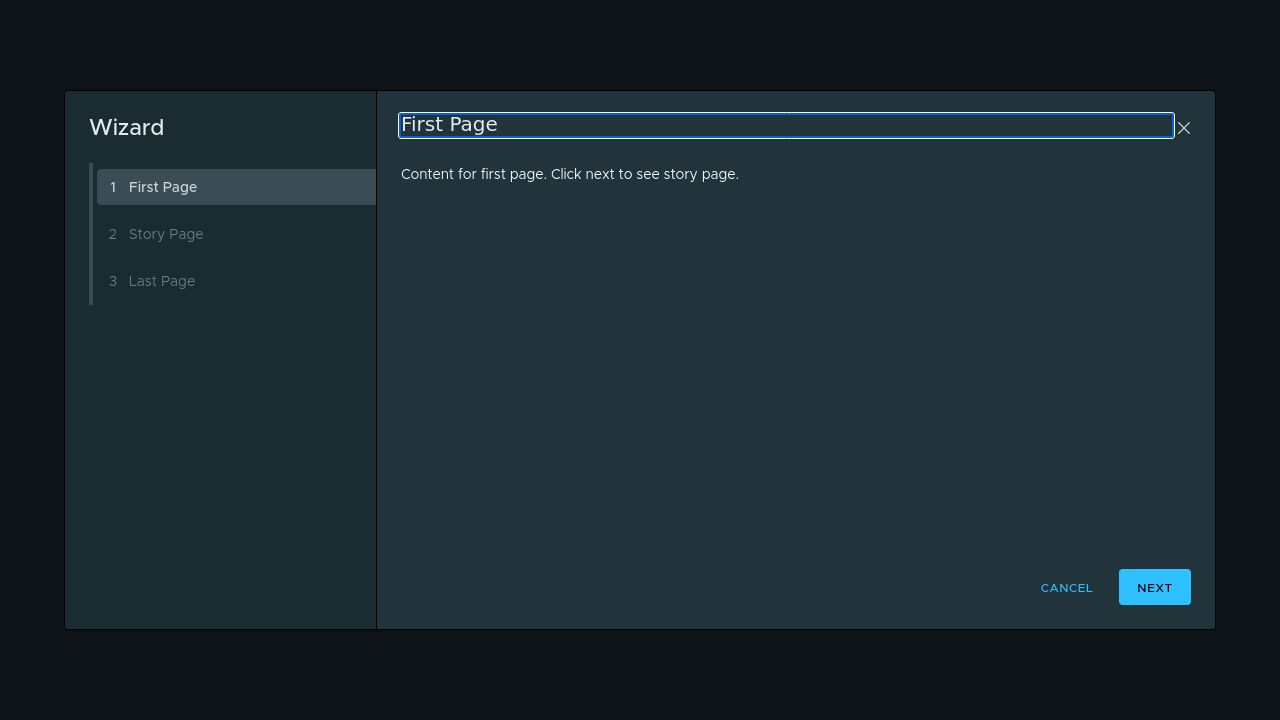 Wizard
1 First Page
2 Story Page
3 Last Page
First Page
Content for first page. Click next to see story page.
CANCEL
NEXT